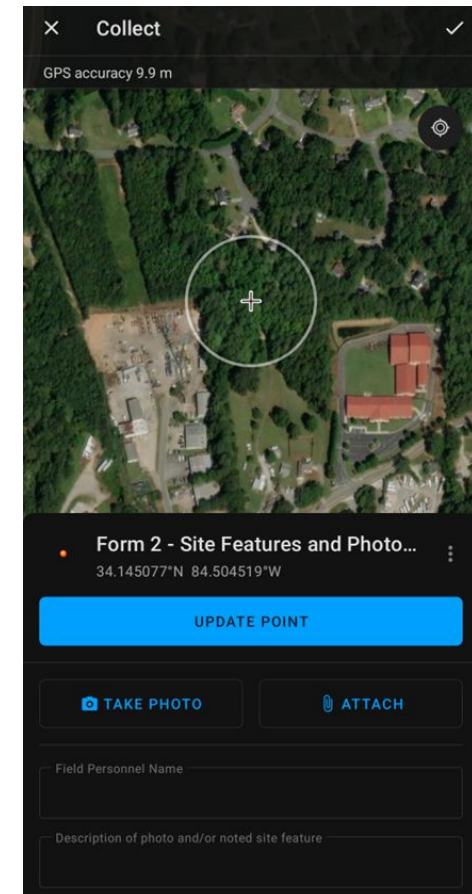 Collect
GPS accuracy 9.9 m
Form 2 - Site Features and Photo...
34.145077°N 84.504519°W
UPDATE POINT
TAKE PHOTO
ATTACH
Field Personnel Name
Description of photo and/or noted site feature